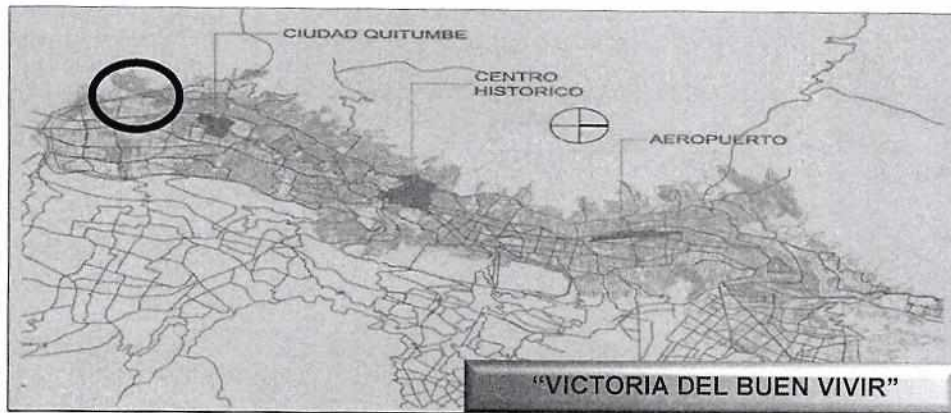 CIUDAD QUITUMBE
CENTRO
HISTORICO
AEROPUERTO
"VICTORIA DEL BUEN VIVIR"